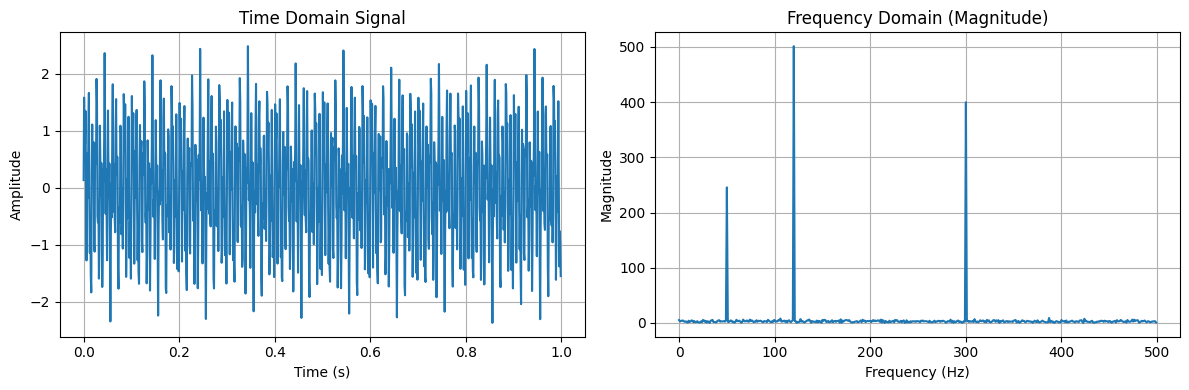 Time Domain Signal
Amplitude
2
1
0
−1
−2
0.0 0.2 0.4 0.6 0.8 1.0
Time (s)
Frequency Domain (Magnitude)
Magnitude
500
400
300
200
100
0
0 100 200 300 400 500
Frequency (Hz)